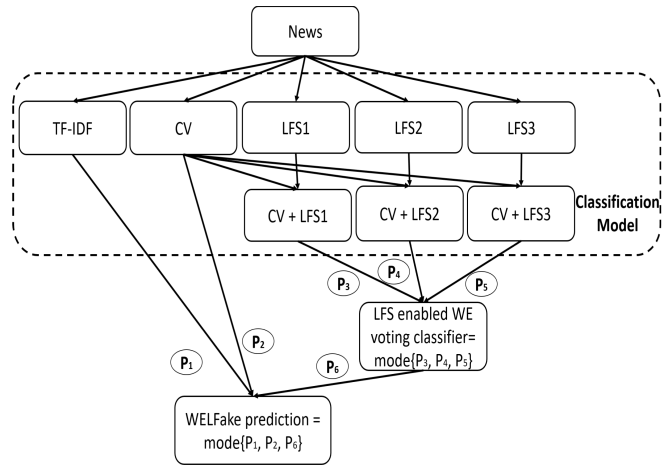 News
TF-IDF
CV
LFS1
LFS2
LFS3
CV + LFS1
CV + LFS2
CV + LFS3
Classification
Model
P3
P4
P5
LFS enabled WE
voting classifier=
mode{P3, P4, P5}
P1
P2
P6
WELFake prediction =
mode{P1, P2, P6}